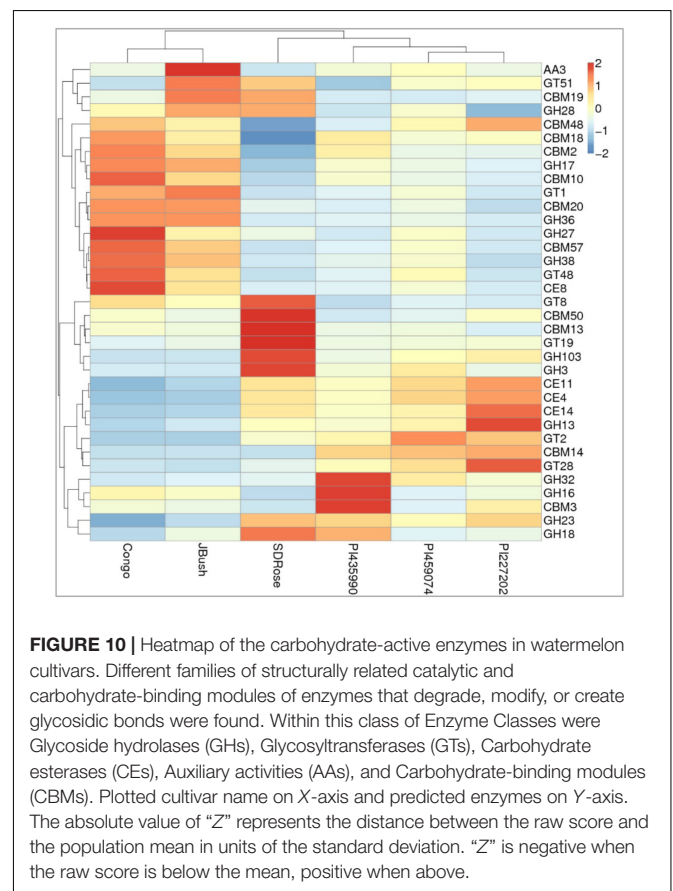 AA3
GT51
CBM19
GH28
CBM48
CBM18
CBM2
GH17
CBM10
GT1
CBM20
GH36
GH27
CBM57
GH38
GT48
CE8
GT8
CBM50
CBM13
GT19
GH103
GH3
CE11
CE4
CE14
GH13
GT2
CBM14
GT28
GH32
GH16
CBM3
GH23
GH18
2
1
0
−1
−2
Congo
JBush
SDRose
PI435990
PI459074
PI227202
FIGURE 10 | Heatmap of the carbohydrate-active enzymes in watermelon
cultivars. Different families of structurally related catalytic and
carbohydrate-binding modules of enzymes that degrade, modify, or create
glycosidic bonds were found. Within this class of Enzyme Classes were
Glycoside hydrolases (GHs), Glycosyltransferases (GTs), Carbohydrate
esterases (CEs), Auxiliary activities (AAs), and Carbohydrate-binding modules
(CBMs). Plotted cultivar name on X-axis and predicted enzymes on Y-axis.
The absolute value of “Z” represents the distance between the raw score and
the population mean in units of the standard deviation. “Z” is negative when
the raw score is below the mean, positive when above.